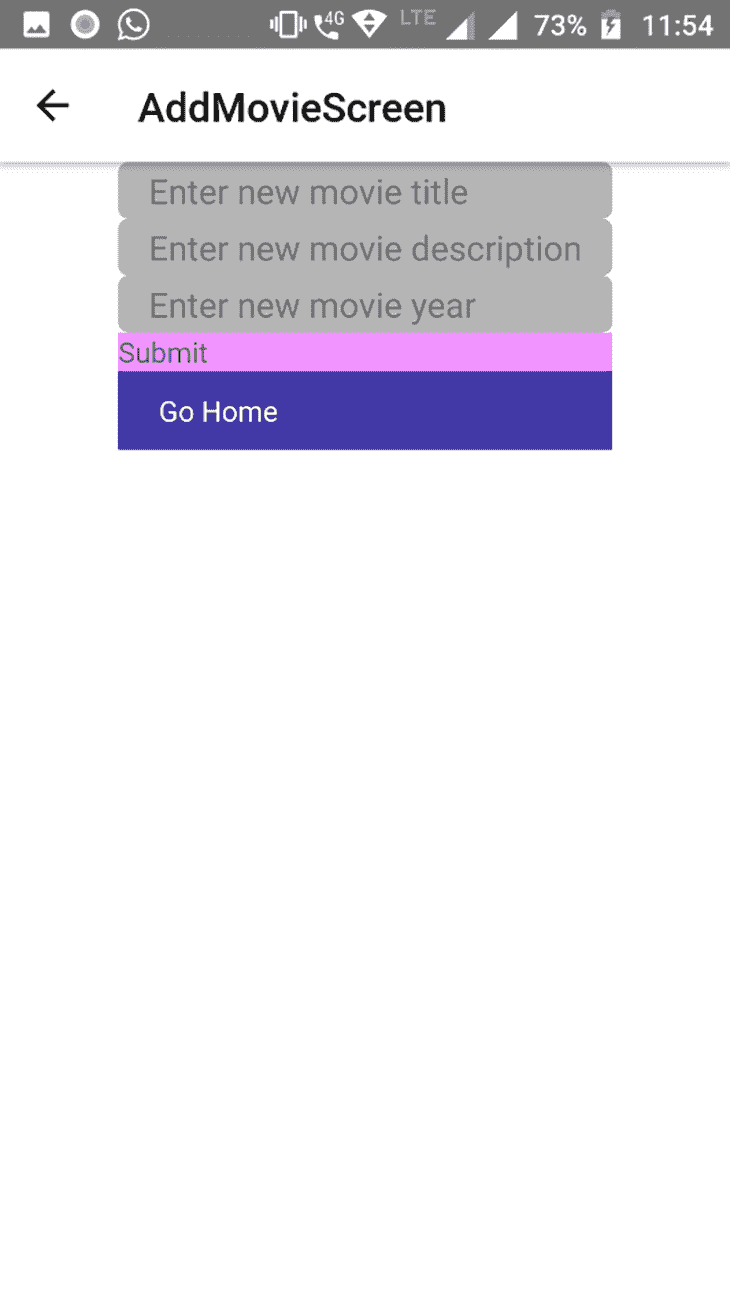 4G LTE 73% 11:54
AddMovieScreen
Enter new movie title
Enter new movie description
Enter new movie year
Submit
Go Home